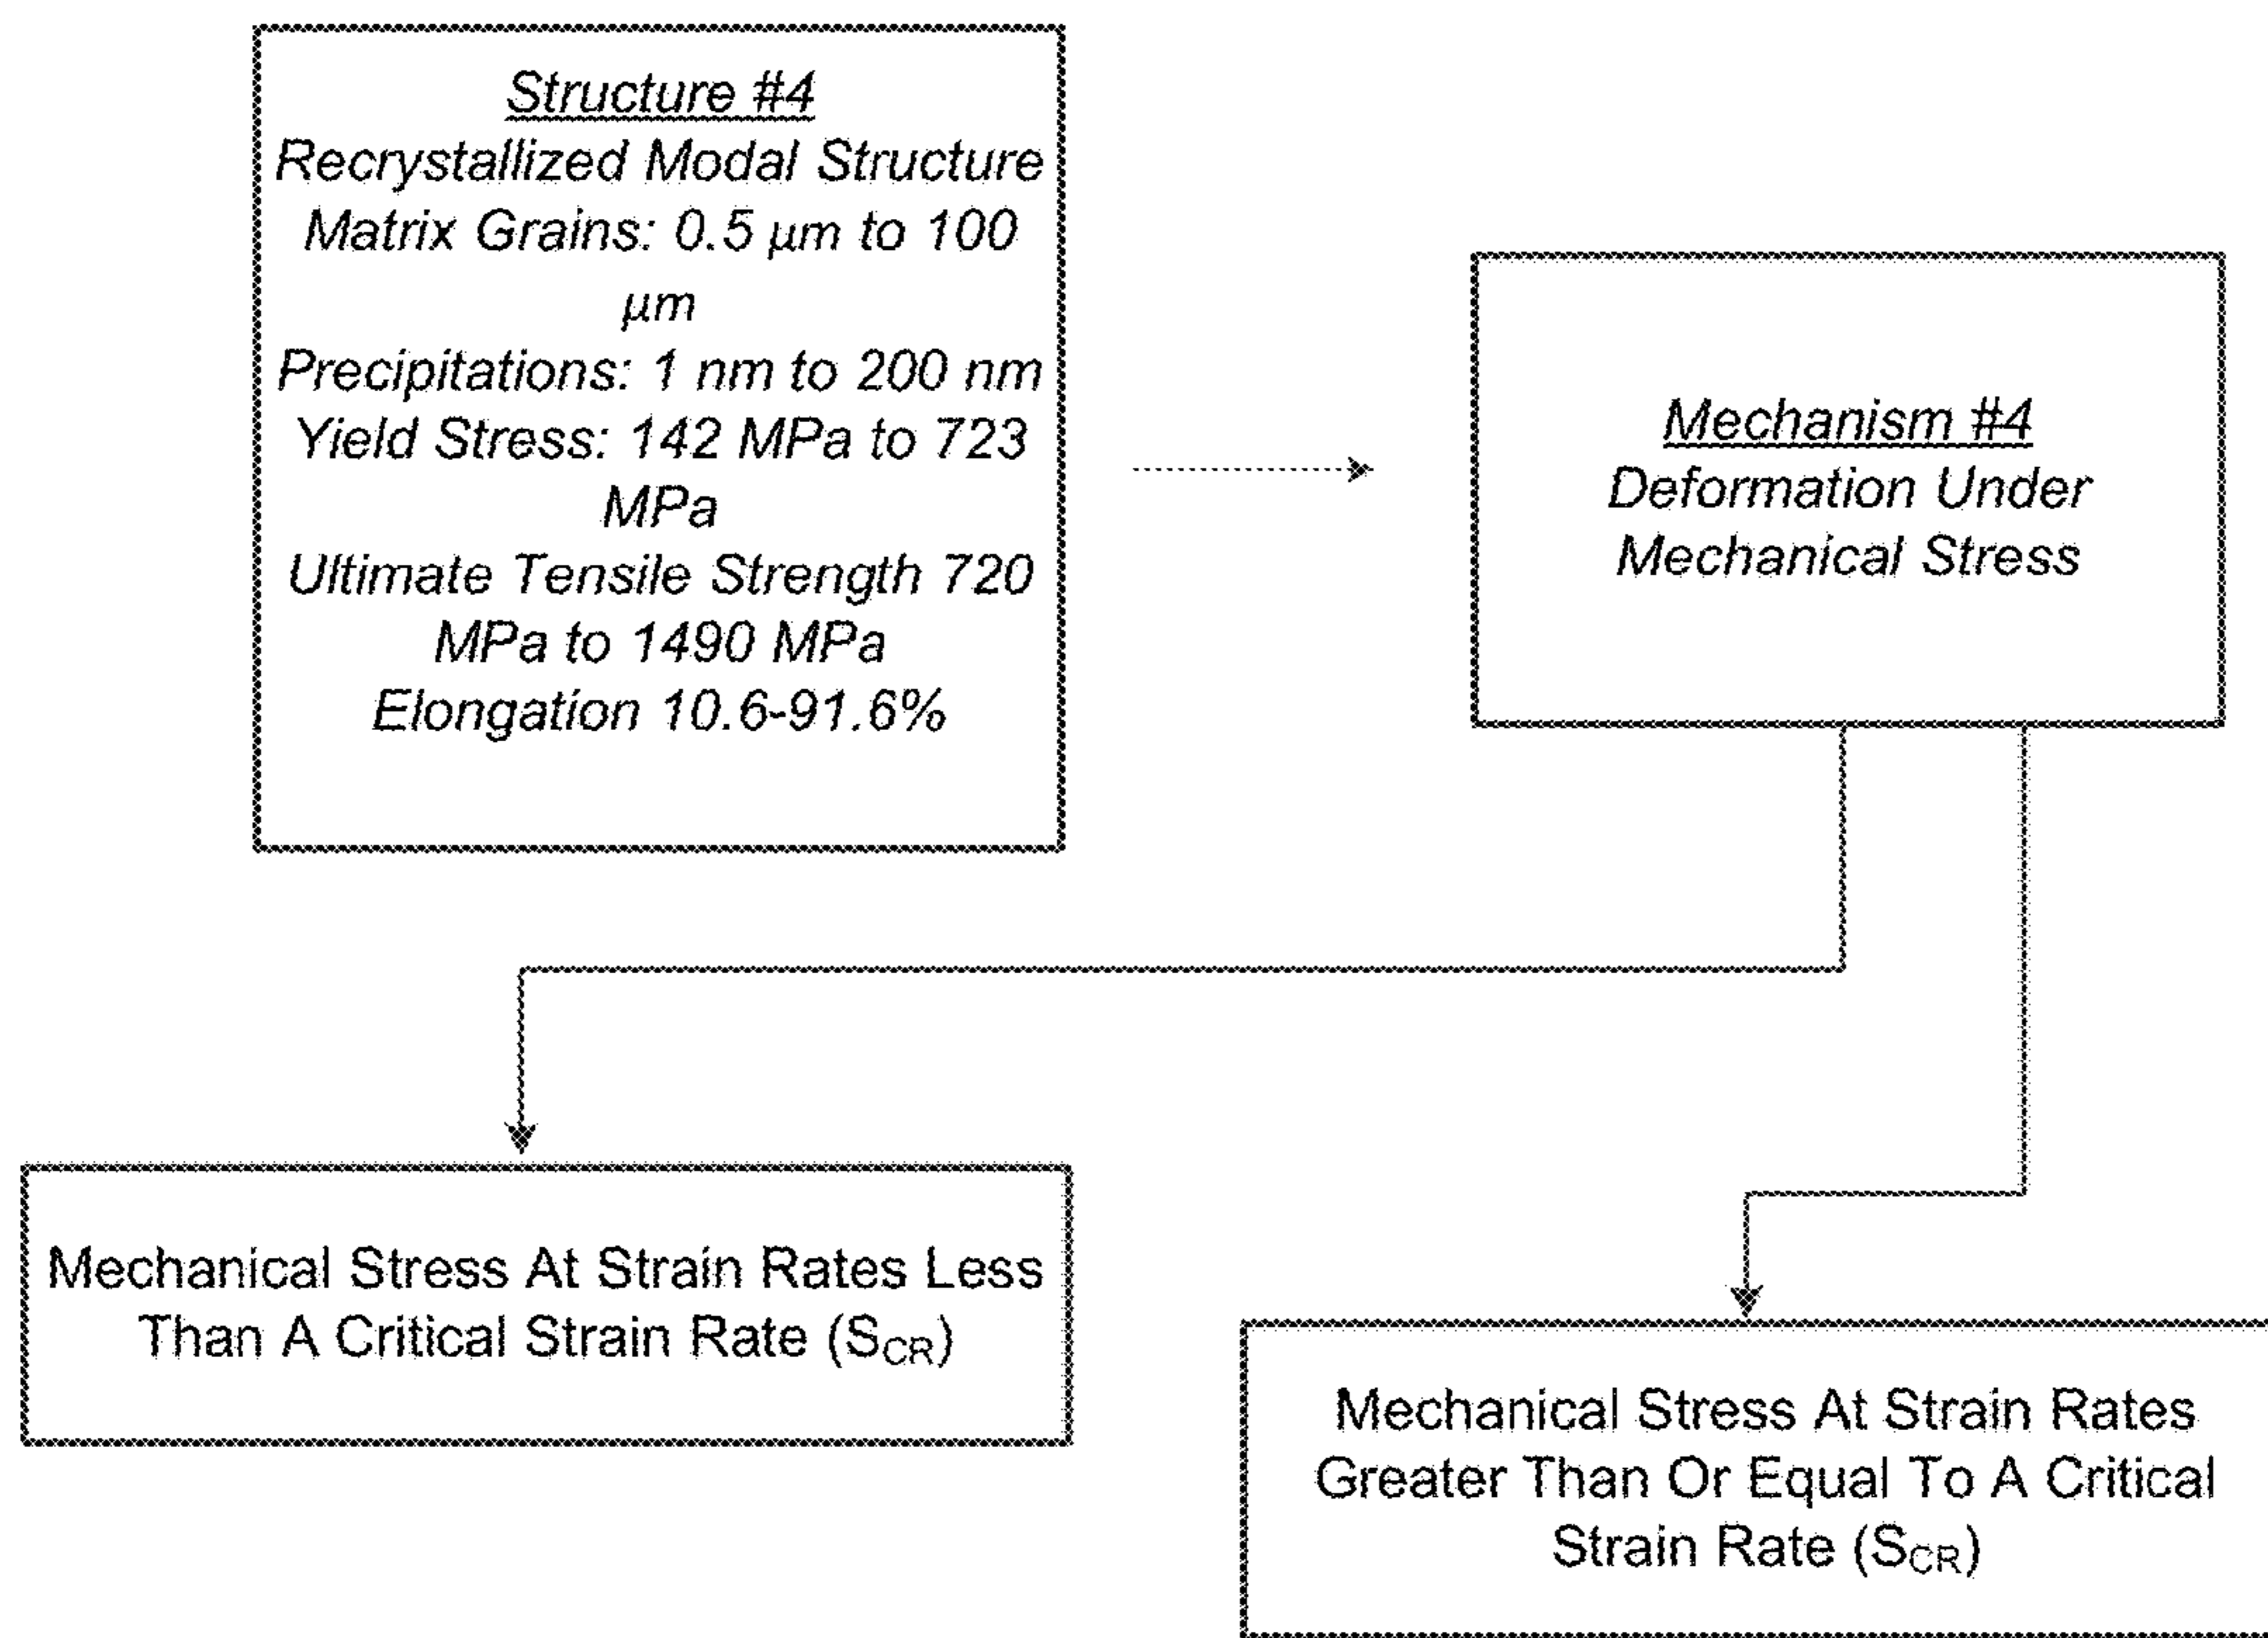 Structure #4
Recrystallized Modal Structure
Matrix Grains: 0.5 µm to 100
µm
Precipitations: 1 nm to 200 nm
Yield Stress: 142 MPa to 723
MPa
Ultimate Tensile Strength 720
MPa to 1490 MPa
Elongation 10.6-91.6%
Mechanism #4
Deformation Under
Mechanical Stress
Mechanical Stress At Strain Rates Less
Than A Critical Strain Rate (SCR)
Mechanical Stress At Strain Rates
Greater Than Or Equal To A Critical
Strain Rate (SCR)